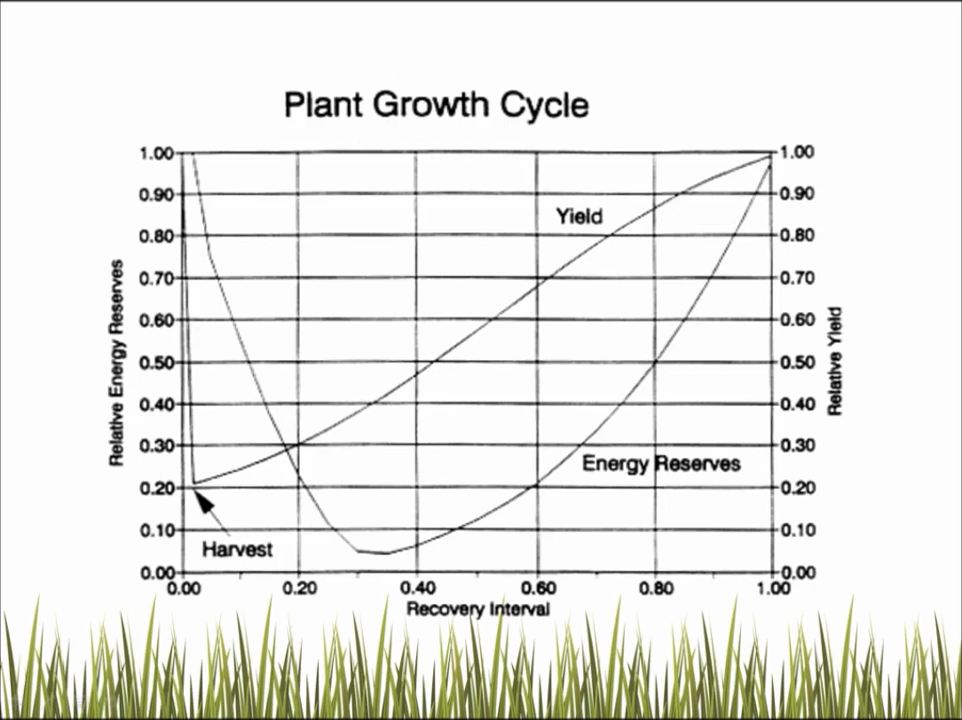 Plant Growth Cycle
1.00 1.00
0.90 0.90
Yield
0.80 0.80
0.70 0.70
0.60 0.60
0.50 0.50
0.40 0.40
0.30 0.30
Energy Reserves
0.20 0.20
0.10 0.10
Harvest
0.00 0.00
0.00 0.20 0.40 0.60 0.80 1.00
Recovery Interval
Relative Energy Reserves
Relative Yield